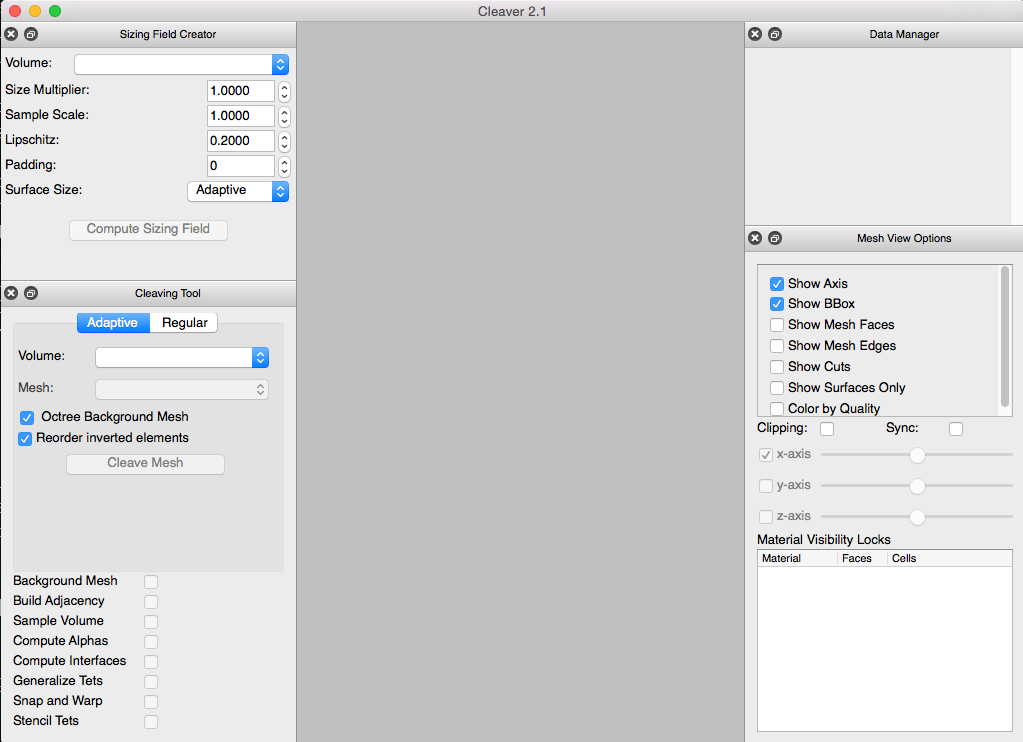 Cleaver 2.1
Sizing Field Creator
Volume:
Size Multiplier: 1.0000
Sample Scale: 1.0000
Lipschitz: 0.2000
Padding: 0
Surface Size: Adaptive
Compute Sizing Field
Cleaving Tool
Adaptive Regular
Volume:
Mesh:
Octree Background Mesh
Reorder inverted elements
Cleave Mesh
Background Mesh
Build Adjacency
Sample Volume
Compute Alphas
Compute Interfaces
Generalize Tets
Snap and Warp
Stencil Tets
Data Manager
Mesh View Options
Show Axis
Show BBox
Show Mesh Faces
Show Mesh Edges
Show Cuts
Show Surfaces Only
Color by Quality
Clipping: Sync:
x-axis
y-axis
z-axis
Material Visibility Locks
Material Faces Cells